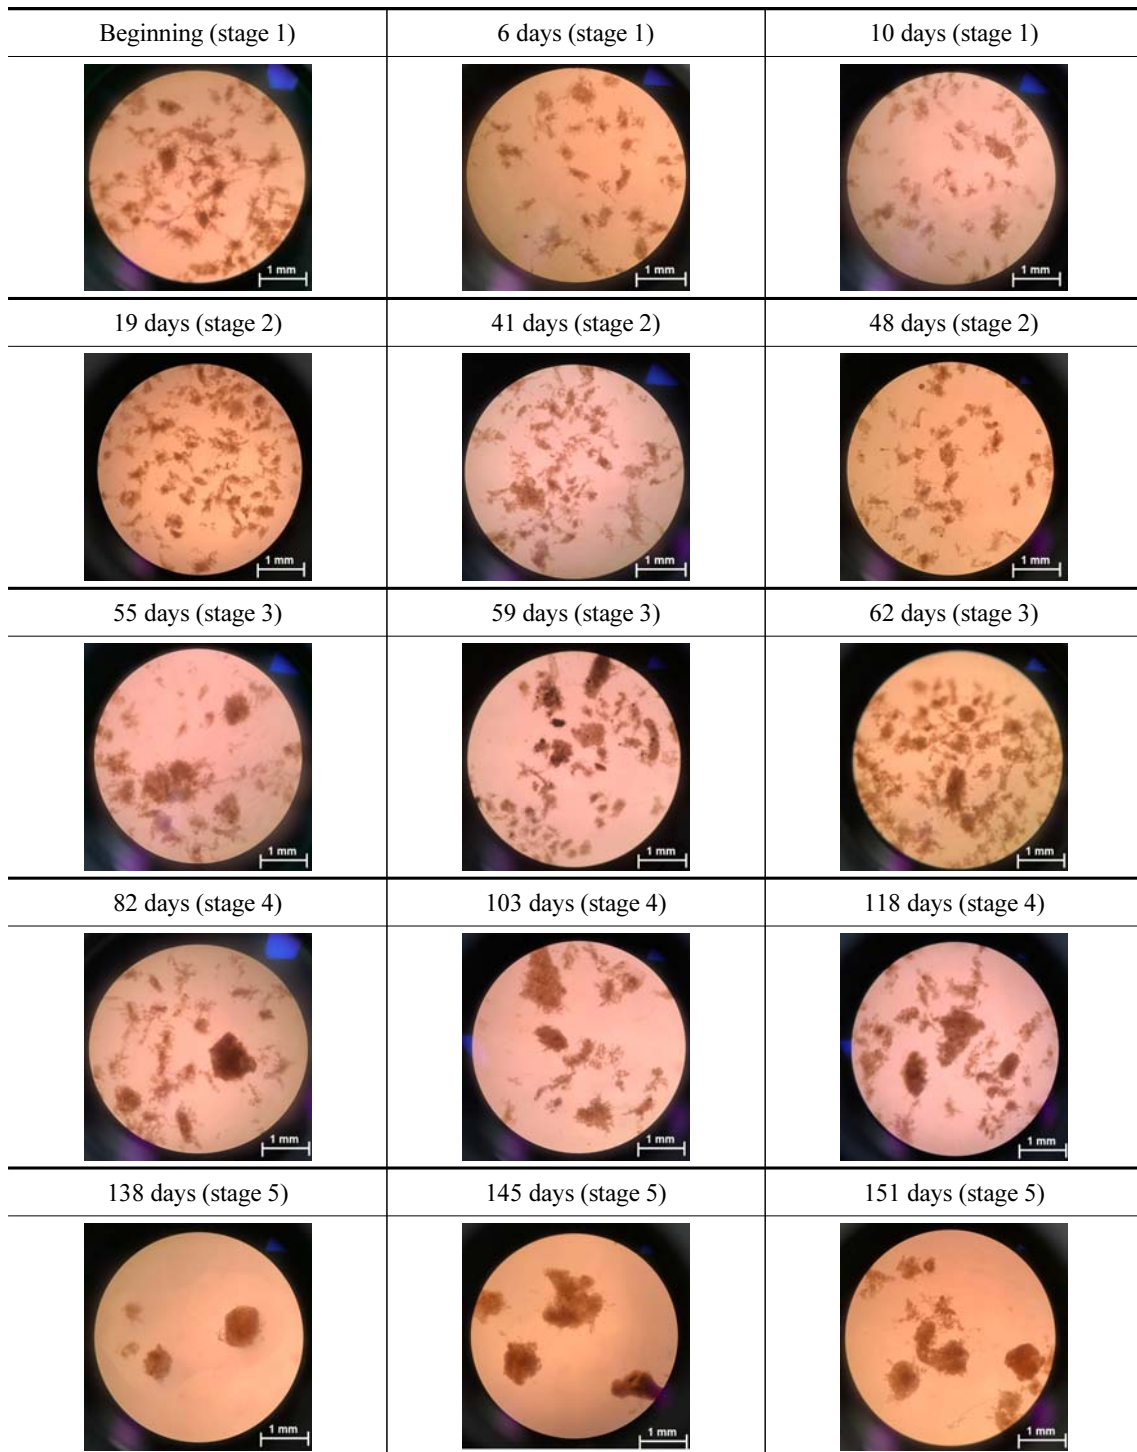 Beginning (stage 1) 6 days (stage 1) 10 days (stage 1)
1 mm 1 mm 1 mm
19 days (stage 2) 41 days (stage 2) 48 days (stage 2)
1 mm 1 mm 1 mm
55 days (stage 3) 59 days (stage 3) 62 days (stage 3)
1 mm 1 mm 1 mm
82 days (stage 4) 103 days (stage 4) 118 days (stage 4)
1 mm 1 mm 1 mm
138 days (stage 5) 145 days (stage 5) 151 days (stage 5)
1 mm 1 mm 1 mm